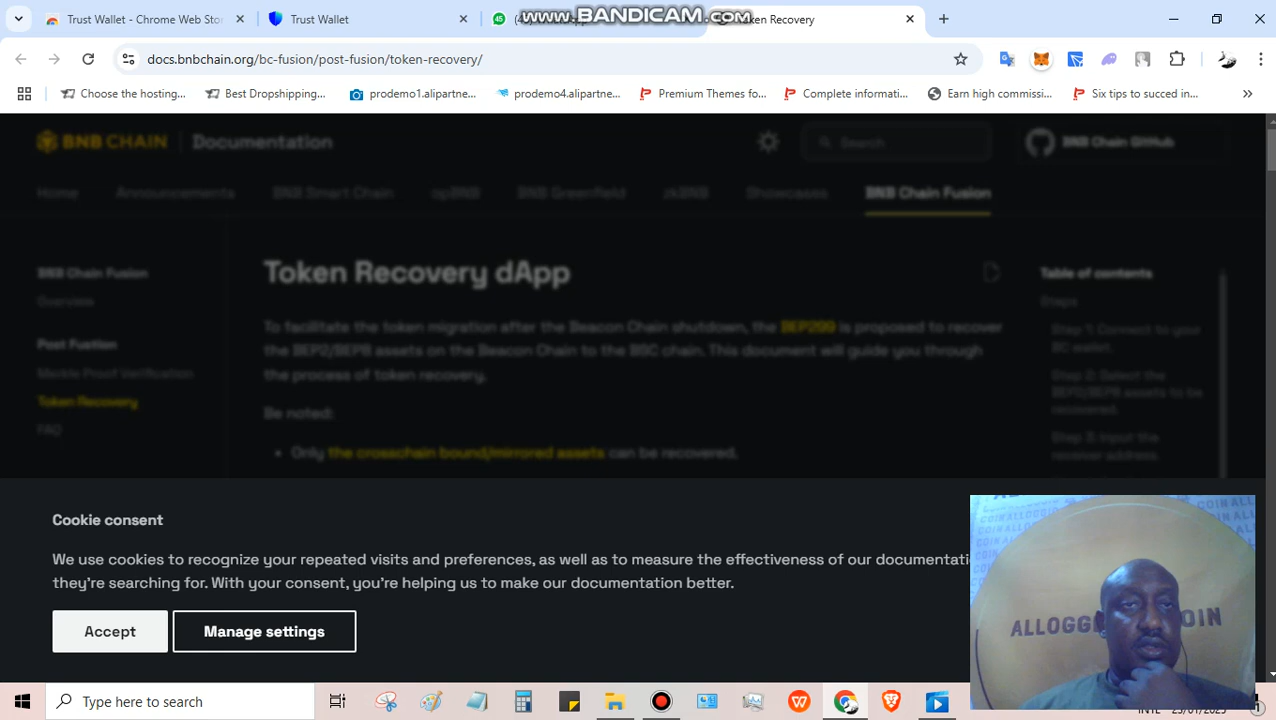 Trust Wallet - Chrome Web Sto
Trust Wallet
www.BANDICAM.com
Token Recovery
docs.bnbchain.org/bc-fusion/post-fusion/token-recovery/
Choose the hosting...
Best Dropshipping...
prodemo1.alipartne...
prodemo4.alipartne...
Premium Themes fo...
Complete informati...
Earn high commissi...
Six tips to succed in...
BNB CHAIN
Documentation
Search
BNB Chain GitHub
Home
Announcements
BNB Smart Chain
opBNB
BNB Greenfield
zkBNB
Showcases
BNB Chain Fusion
BNB Chain Fusion
Overview
Post Fustion
Merkle Proof Verification
Token Recovery
FAQ
Token Recovery dApp
To facilitate the token migration after the Beacon Chain shutdown, the BEP299 is proposed to recover
the BEP2/BEP8 assets on the Beacon Chain to the BSC chain. This document will guide you through
the process of token recovery.
Be noted:
Only the crosschain bound/mirrored assets can be recovered.
Table of contents
Steps
Step 1: Connect to your
BC wallet.
Step 2: Select the
BEP2/BEP8 assets to be
recovered.
Step 3: Input the
receiver address.
Cookie consent
We use cookies to recognize your repeated visits and preferences, as well as to measure the effectiveness of our documentatio
they're searching for. With your consent, you're helping us to make our documentation better.
Accept
Manage settings
Type here to search